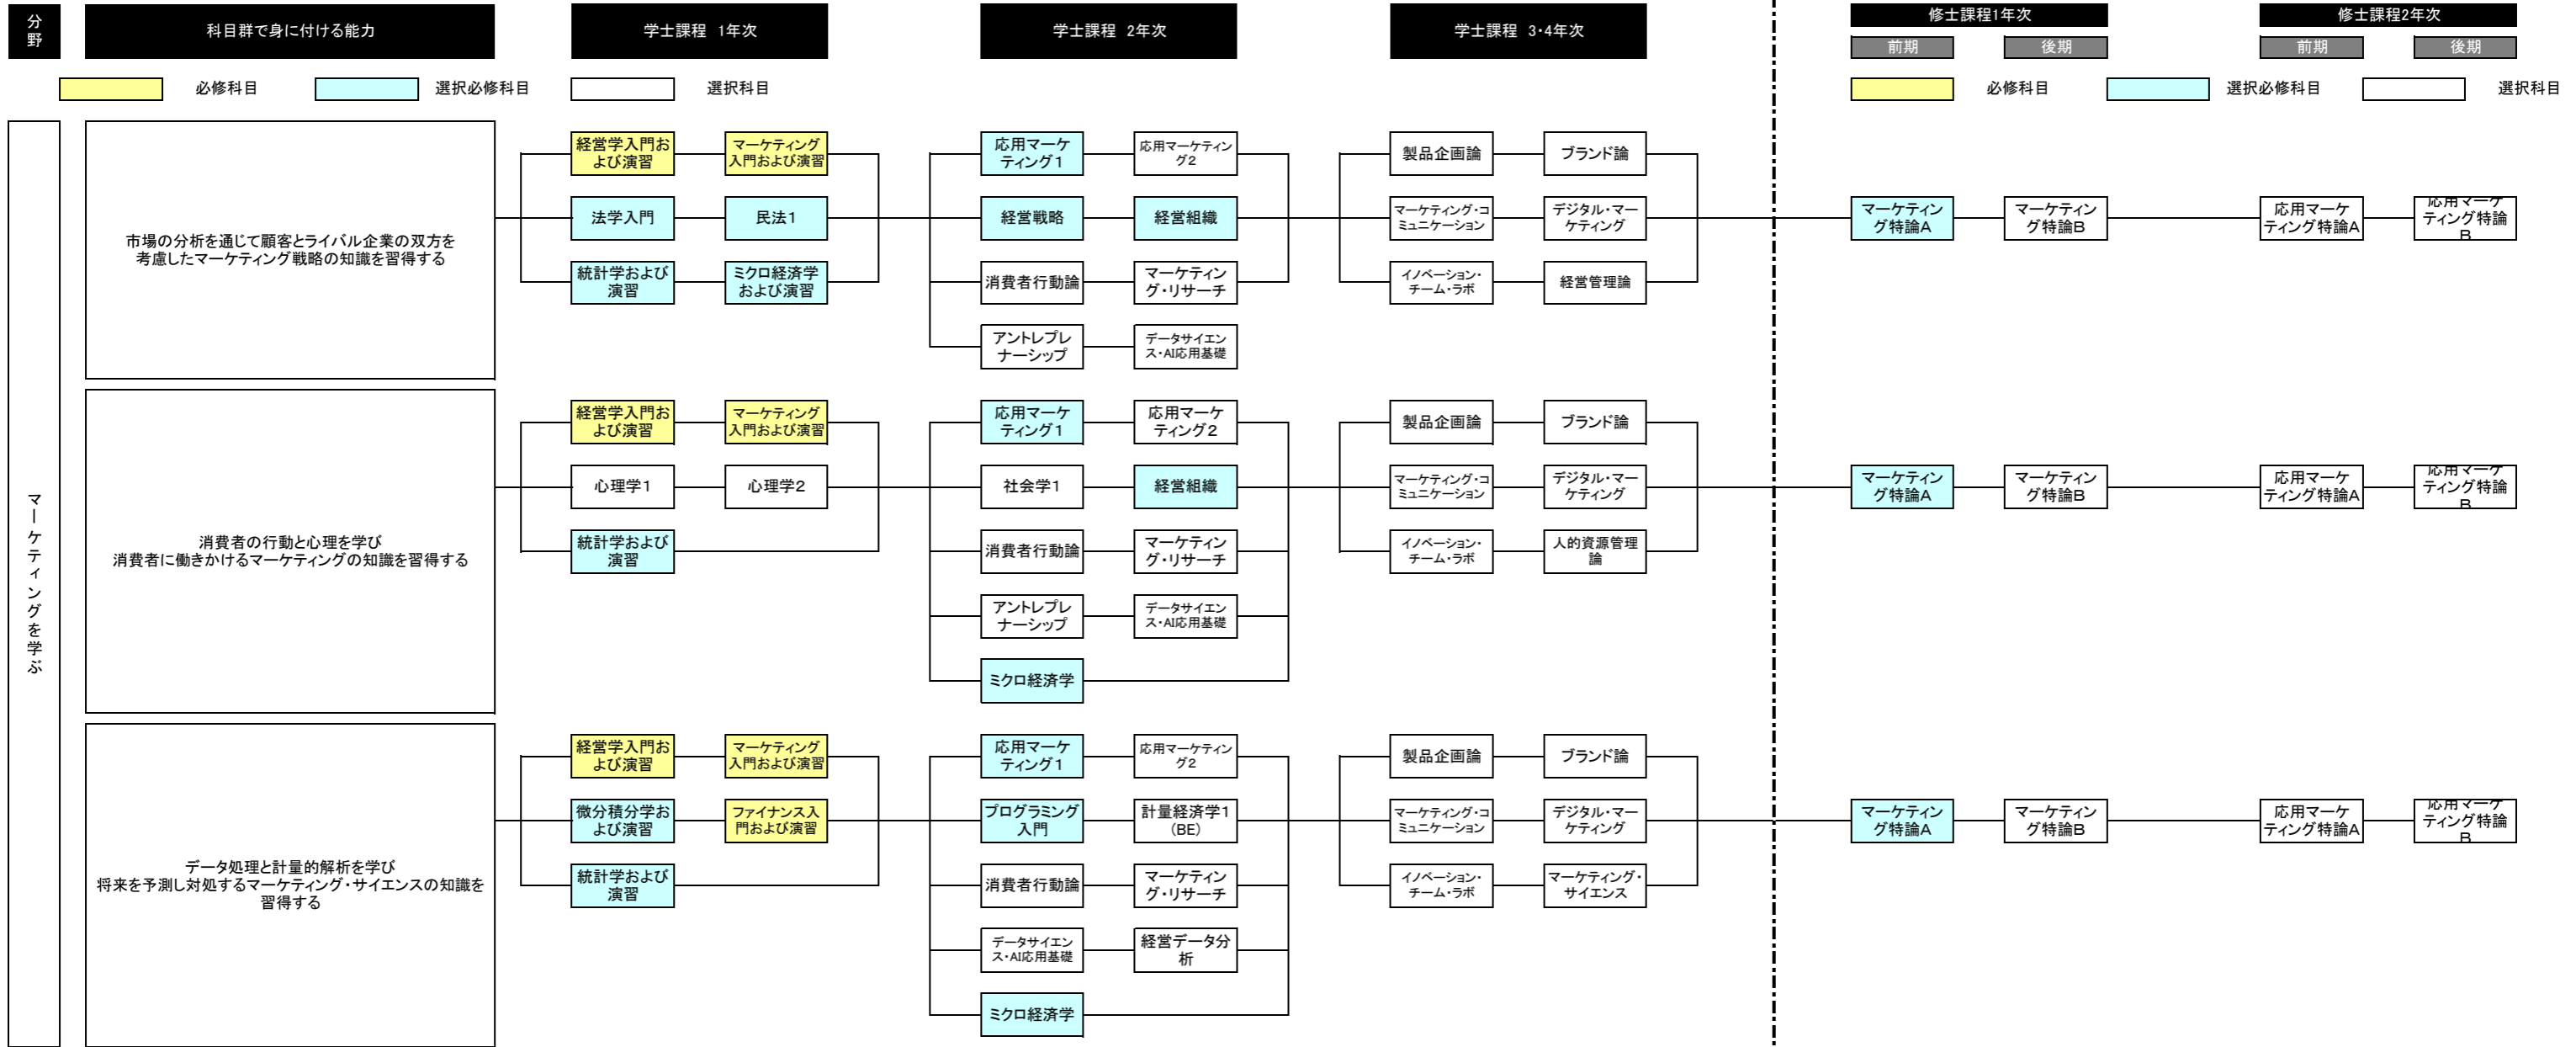 分
野
科目群で身に付ける能力
学士課程 1年次
学士課程 2年次
学士課程 3・4年次
修士課程1年次
修士課程2年次
前期
後期
前期
後期
必修科目
選択必修科目
選択科目
必修科目
選択必修科目
選択科目
マーケティングを学ぶ
市場の分析を通じて顧客とライバル企業の双方を
考慮したマーケティング戦略の知識を習得する
経営学入門お
よび演習
マーケティング
入門および演習
法学入門
民法1
統計学および
演習
ミクロ経済学
および演習
応用マーケ
ティング1
応用マーケティン
グ2
経営戦略
経営組織
消費者行動論
マーケティン
グ・リサーチ
アントレプレ
ナーシップ
データサイエン
ス・AI応用基礎
製品企画論
ブランド論
マーケティング・コ
ミュニケーション
デジタル・マー
ケティング
イノベーション・
チーム・ラボ
経営管理論
マーケティン
グ特論A
マーケティン
グ特論B
応用マーケ
ティング特論A
応用マーケ
ティング特論
B
消費者の行動と心理を学び
消費者に働きかけるマーケティングの知識を習得する
経営学入門お
よび演習
マーケティング
入門および演習
心理学1
心理学2
統計学および
演習
応用マーケ
ティング1
応用マーケ
ティング2
社会学1
経営組織
消費者行動論
マーケティン
グ・リサーチ
アントレプレ
ナーシップ
データサイエン
ス・AI応用基礎
ミクロ経済学
製品企画論
ブランド論
マーケティング・コ
ミュニケーション
デジタル・マー
ケティング
イノベーション・
チーム・ラボ
人的資源管理
論
マーケティン
グ特論A
マーケティン
グ特論B
応用マーケ
ティング特論A
応用マーケ
ティング特論
B
データ処理と計量的解析を学び
将来を予測し対処するマーケティング・サイエンスの知識を
習得する
経営学入門お
よび演習
マーケティング
入門および演習
微分積分学お
よび演習
ファイナンス入
門および演習
統計学および
演習
応用マーケ
ティング1
応用マーケティン
グ2
プログラミング
入門
計量経済学1
(BE)
消費者行動論
マーケティン
グ・リサーチ
データサイエン
ス・AI応用基礎
経営データ分
析
ミクロ経済学
製品企画論
ブランド論
マーケティング・コ
ミュニケーション
デジタル・マー
ケティング
イノベーション・
チーム・ラボ
マーケティング・
サイエンス
マーケティン
グ特論A
マーケティン
グ特論B
応用マーケ
ティング特論A
応用マーケ
ティング特論
B